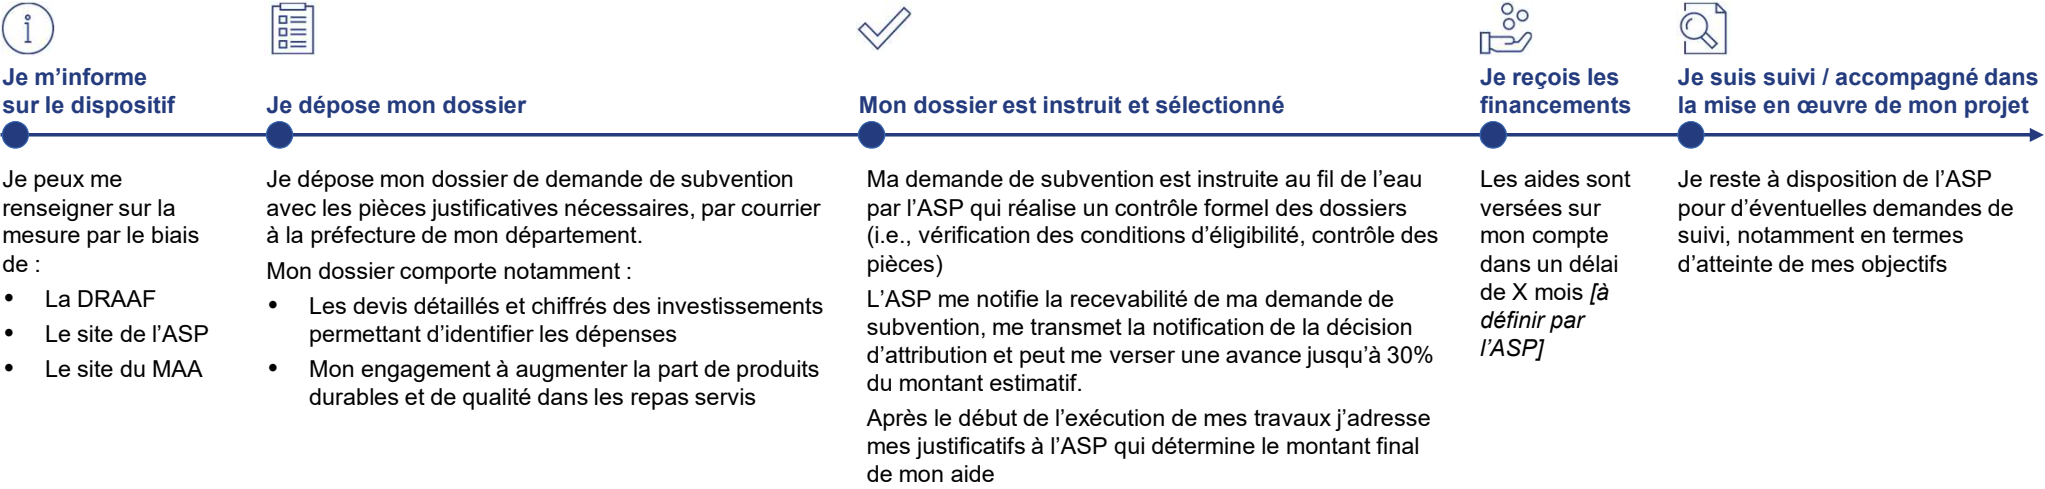 Je m’informe
sur le dispositif
Je peux me
renseigner sur la
mesure par le biais
de :
• La DRAAF
• Le site de l’ASP
• Le site du MAA
Je dépose mon dossier
Je dépose mon dossier de demande de subvention
avec les pièces justificatives nécessaires, par courrier
à la préfecture de mon département.
Mon dossier comporte notamment :
• Les devis détaillés et chiffrés des investissements
permettant d’identifier les dépenses
• Mon engagement à augmenter la part de produits
durables et de qualité dans les repas servis
Mon dossier est instruit et sélectionné
Ma demande de subvention est instruite au fil de l’eau
par l’ASP qui réalise un contrôle formel des dossiers
(i.e., vérification des conditions d’éligibilité, contrôle des
pièces)
L’ASP me notifie la recevabilité de ma demande de
subvention, me transmet la notification de la décision
d’attribution et peut me verser une avance jusqu’à 30%
du montant estimatif.
Après le début de l’exécution de mes travaux j’adresse
mes justificatifs à l’ASP qui détermine le montant final
de mon aide
Je reçois les
financements
Les aides sont
versées sur
mon compte
dans un délai
de X mois [à
définir par
l’ASP]
Je suis suivi / accompagné dans
la mise en œuvre de mon projet
Je reste à disposition de l’ASP
pour d’éventuelles demandes de
suivi, notamment en termes
d’atteinte de mes objectifs